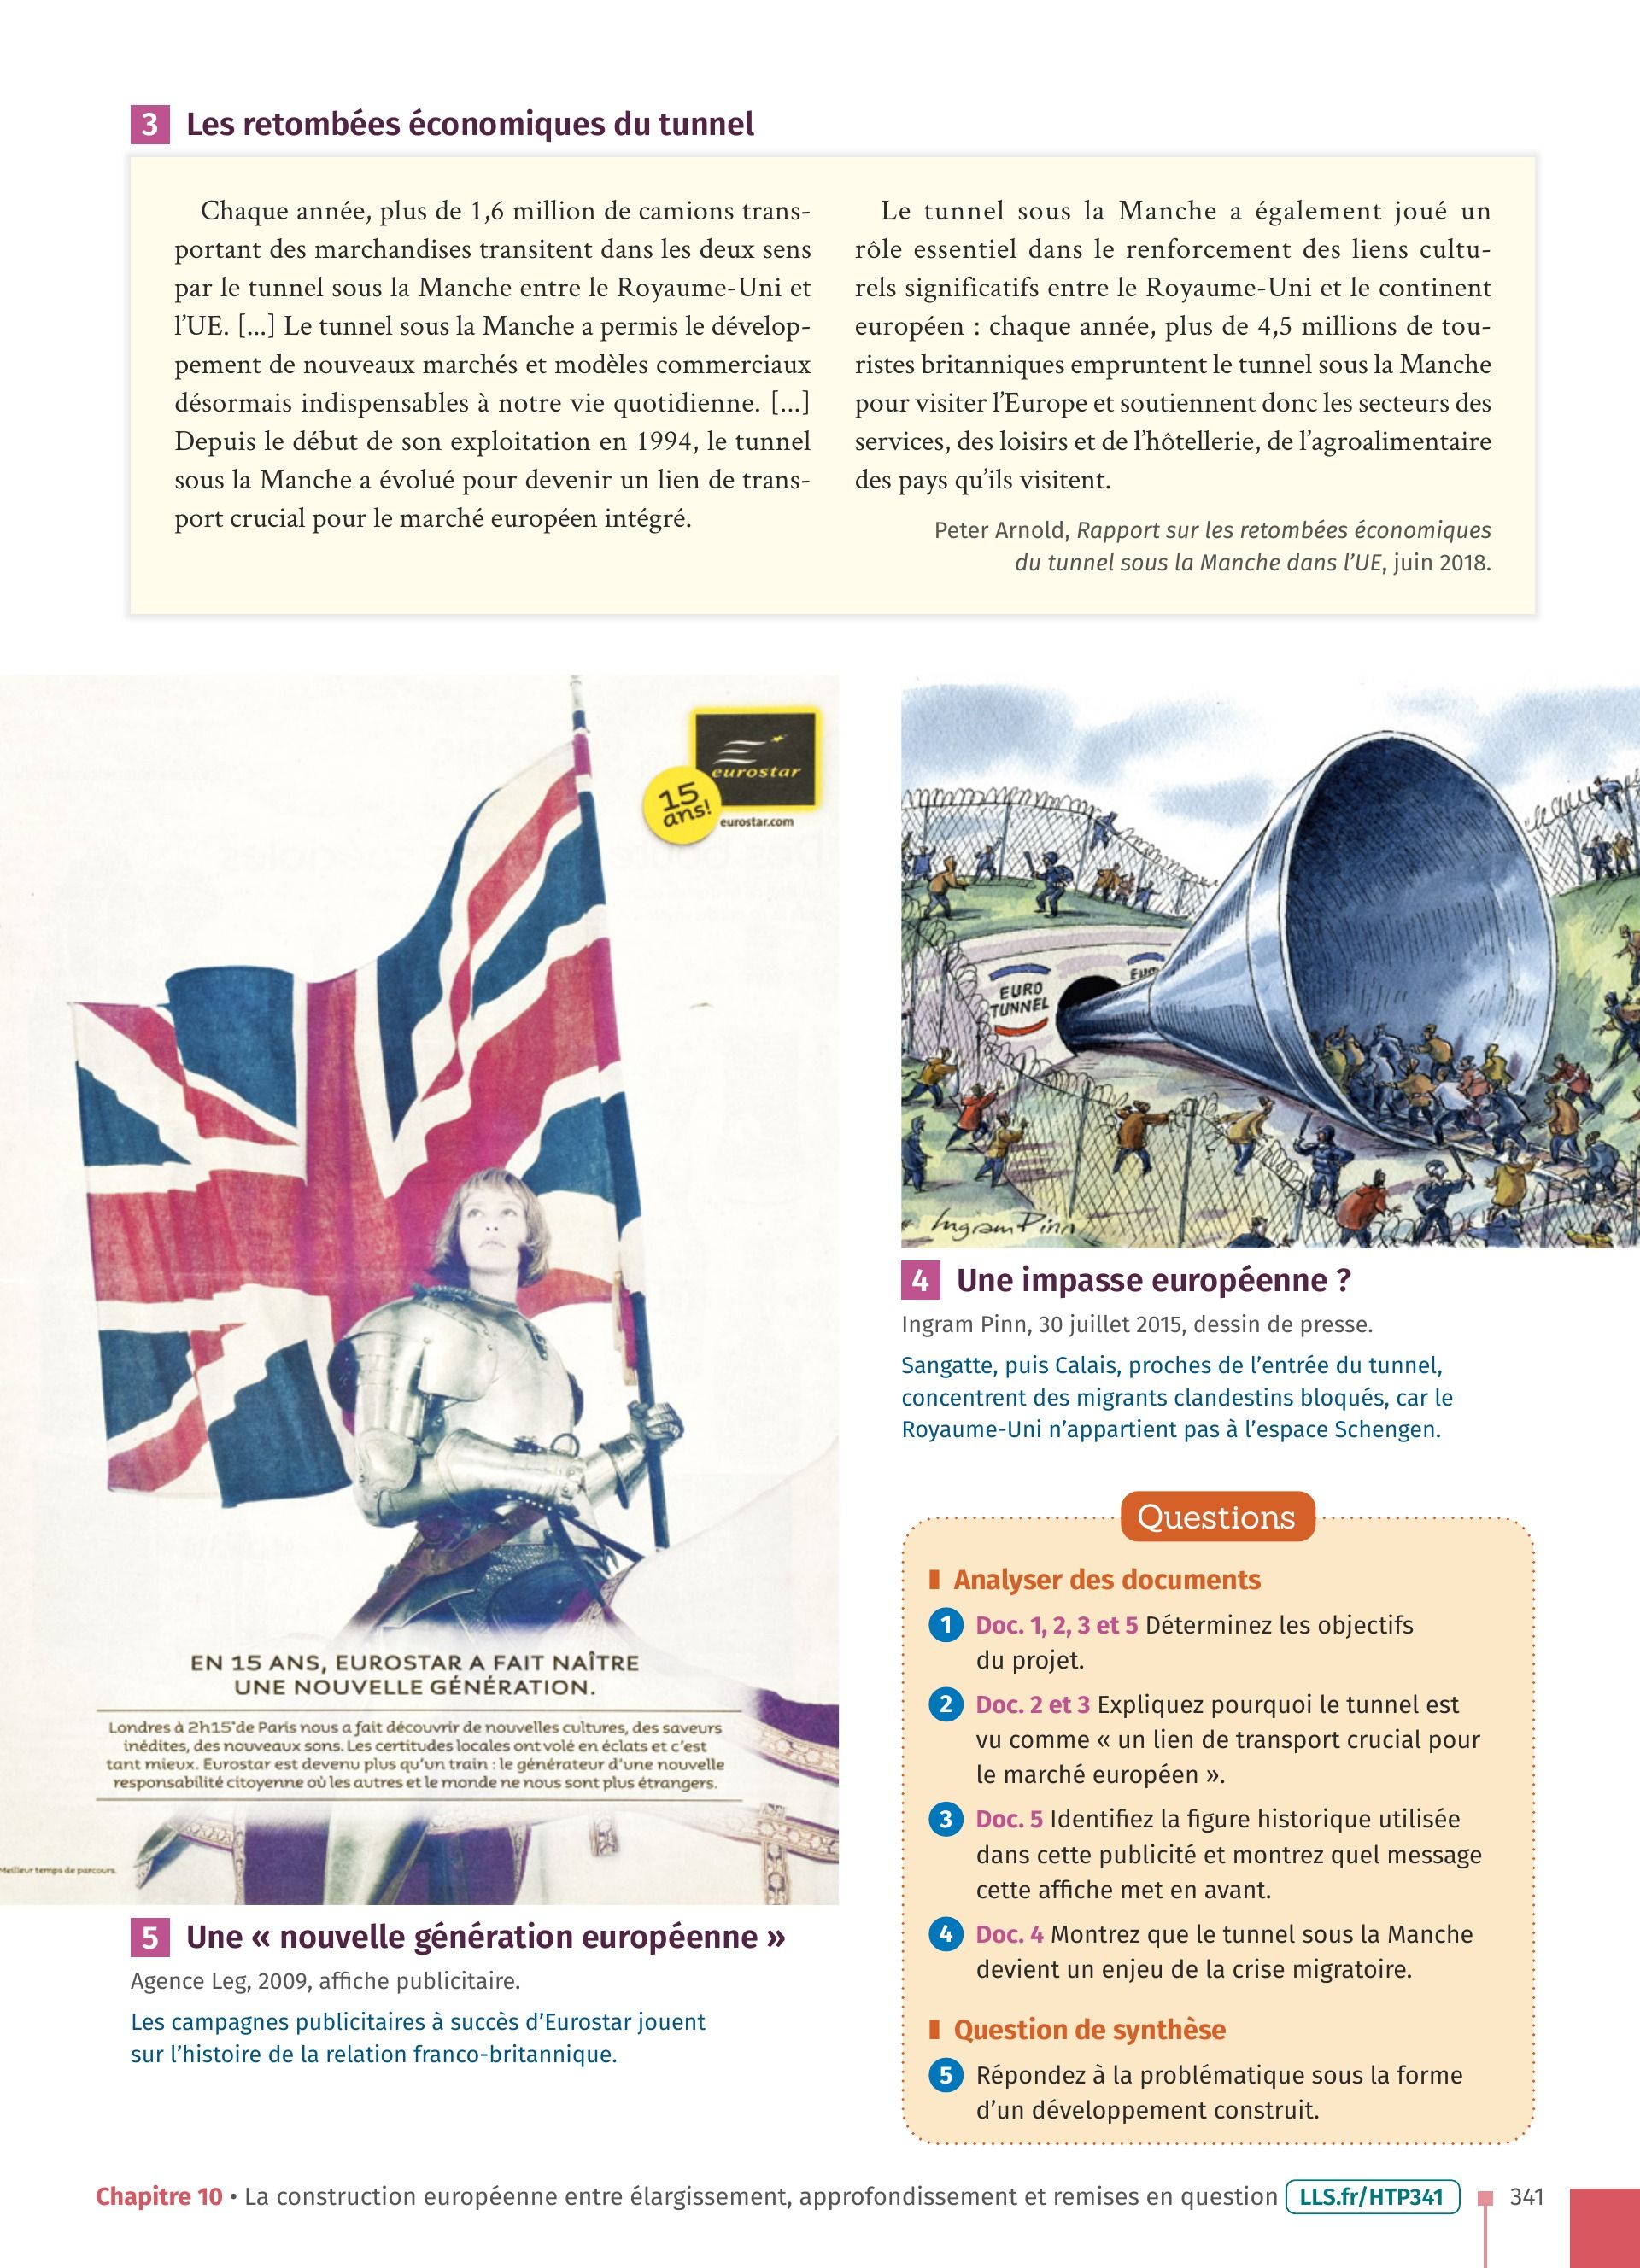 3 Les retombées économiques du tunnel
Chaque année, plus de 1,6 million de camions trans-
portant des marchandises transitent dans les deux sens
par le tunnel sous la Manche entre le Royaume-Uni et
l’UE. [...] Le tunnel sous la Manche a permis le dévelop-
pement de nouveaux marchés et modèles commerciaux
désormais indispensables à notre vie quotidienne. [...]
Depuis le début de son exploitation en 1994, le tunnel
sous la Manche a évolué pour devenir un lien de trans-
port crucial pour le marché européen intégré.
Le tunnel sous la Manche a également joué un
rôle essentiel dans le renforcement des liens cultu-
rels significatifs entre le Royaume-Uni et le continent
européen : chaque année, plus de 4,5 millions de tou-
ristes britanniques empruntent le tunnel sous la Manche
pour visiter l’Europe et soutiennent donc les secteurs des
services, des loisirs et de l’hôtellerie, de l’agroalimentaire
des pays qu’ils visitent.
Peter Arnold, Rapport sur les retombées économiques
du tunnel sous la Manche dans l’UE, juin 2018.
eurostar
15
ans!
eurostar.com
EN 15 ANS, EUROSTAR A FAIT NAÎTRE
UNE NOUVELLE GÉNÉRATION.
Londres à 2h15*de Paris nous a fait découvrir de nouvelles cultures, des saveurs
inédites, des nouveaux sons. Les certitudes locales ont volé en éclats et c’est
tant mieux. Eurostar est devenu plus qu’un train : le générateur d’une nouvelle
responsabilité citoyenne où les autres et le monde ne nous sont plus étrangers.
Meilleur temps de parcours.
5 Une « nouvelle génération européenne »
Agence Leg, 2009, affiche publicitaire.
Les campagnes publicitaires à succès d’Eurostar jouent
sur l’histoire de la relation franco-britannique.
EURO
TUNNEL
Ingram Pinn
4 Une impasse européenne ?
Ingram Pinn, 30 juillet 2015, dessin de presse.
Sangatte, puis Calais, proches de l’entrée du tunnel,
concentrent des migrants clandestins bloqués, car le
Royaume-Uni n’appartient pas à l’espace Schengen.
Questions
Analyser des documents
1 Doc. 1, 2, 3 et 5 Déterminez les objectifs
du projet.
2 Doc. 2 et 3 Expliquez pourquoi le tunnel est
vu comme « un lien de transport crucial pour
le marché européen ».
3 Doc. 5 Identifiez la figure historique utilisée
dans cette publicité et montrez quel message
cette affiche met en avant.
4 Doc. 4 Montrez que le tunnel sous la Manche
devient un enjeu de la crise migratoire.
Question de synthèse
5 Répondez à la problématique sous la forme
d’un développement construit.
Chapitre 10 • La construction européenne entre élargissement, approfondissement et remises en question LLS.fr/HTP341 341